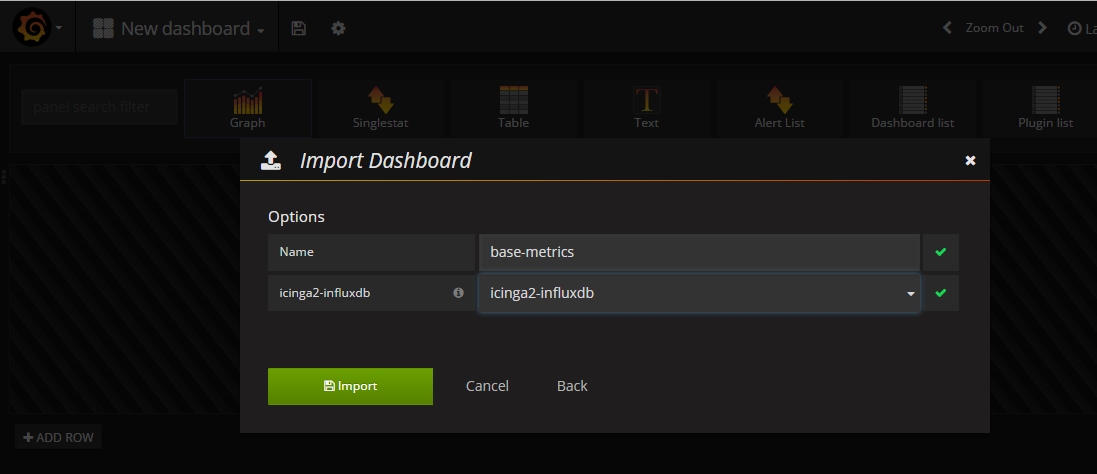 New dashboard
Zoom Out
La
panel search filter
Graph
Singlestat
Table
Text
Alert List
Dashboard list
Plugin list
Import Dashboard
Options
Name
base-metrics
icinga2-influxdb
icinga2-influxdb
Import
Cancel
Back
ADD ROW